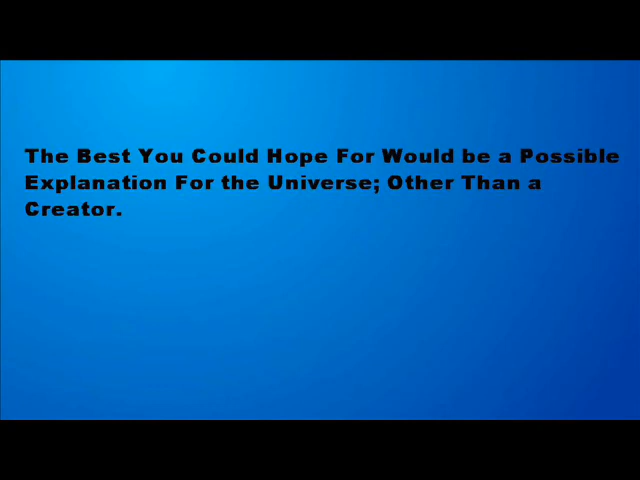 The Best You Could Hope For Would be a Possible
Explanation For the Universe; Other Than a
Creator.